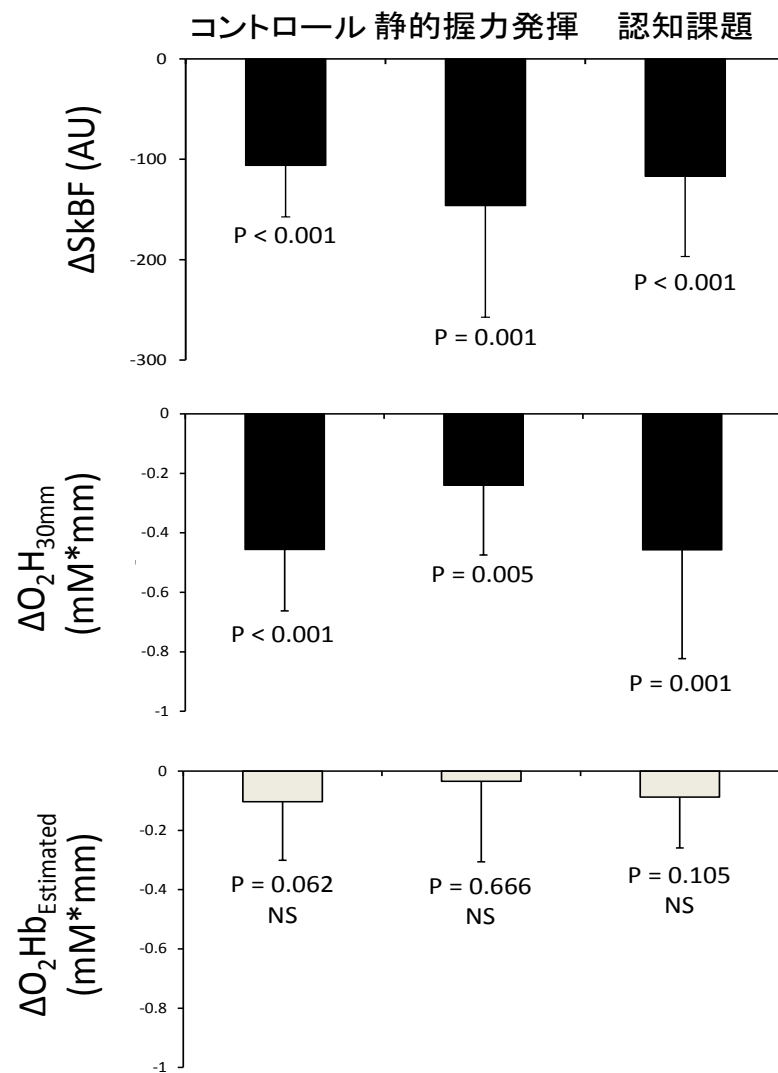 コントロール 静的握力発揮 認知課題
0
-100
-200
-300
ΔSkBF (AU)
P < 0.001
P = 0.001
P < 0.001
0
-0.2
-0.4
-0.6
-0.8
-1
ΔO₂H₃₀ₘₘ
(mM*mm)
P < 0.001
P = 0.005
P = 0.001
0
-0.2
-0.4
-0.6
-0.8
-1
ΔO₂Hb_Estimated
(mM*mm)
P = 0.062
NS
P = 0.666
NS
P = 0.105
NS